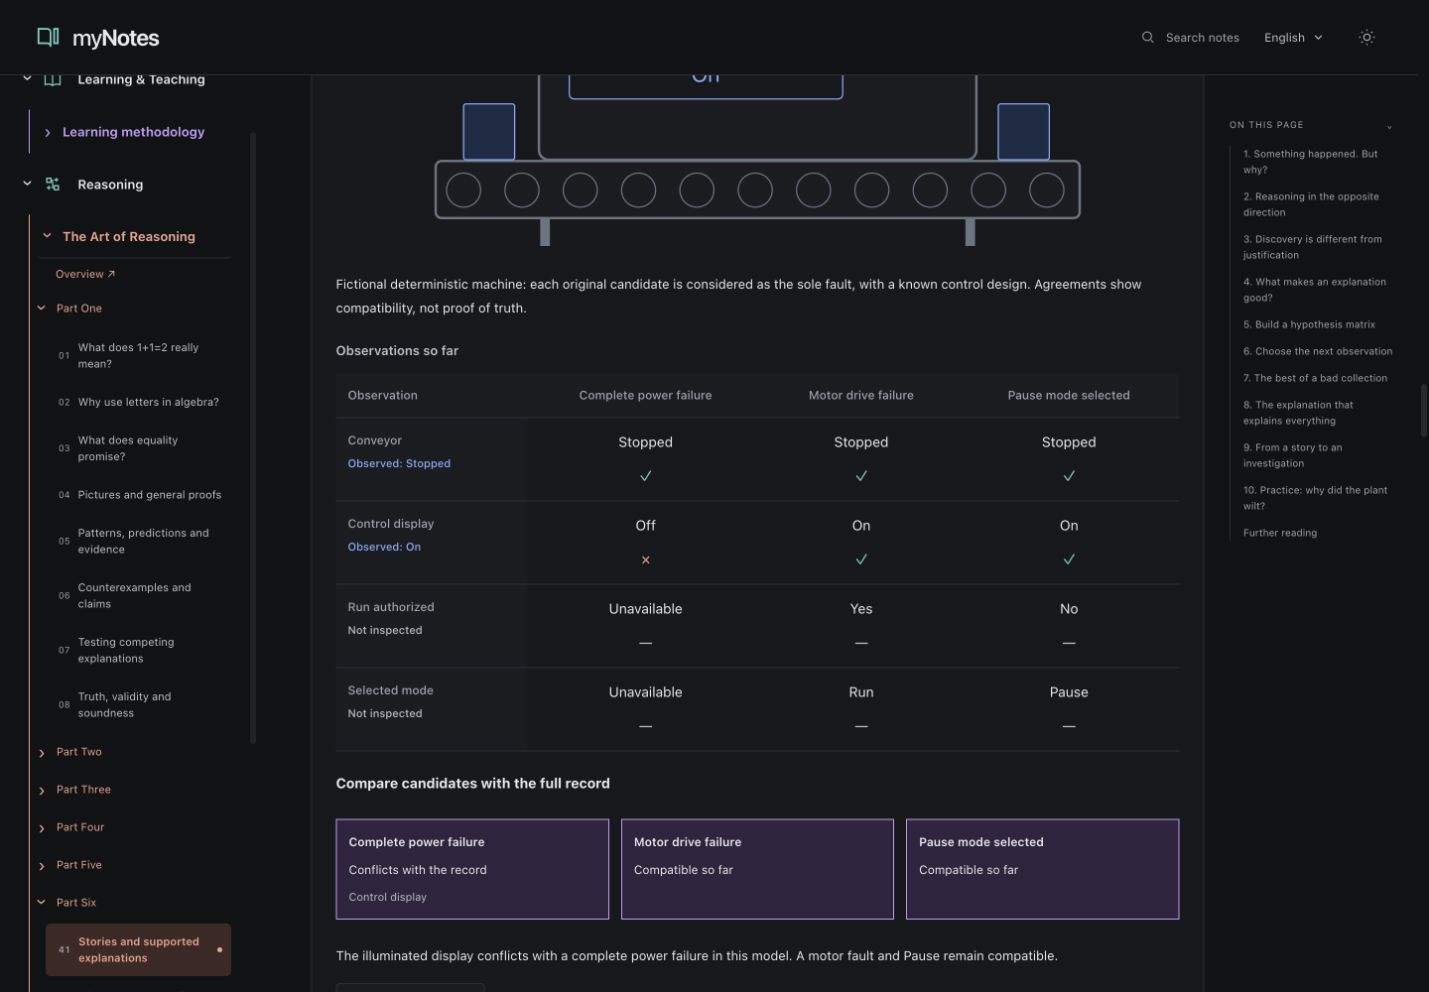 myNotes
Search notes
English
Learning & Teaching
Learning methodology
Reasoning
The Art of Reasoning
Overview ↗
Part One
01 What does 1+1=2 really
mean?
02 Why use letters in algebra?
03 What does equality
promise?
04 Pictures and general proofs
05 Patterns, predictions and
evidence
06 Counterexamples and
claims
07 Testing competing
explanations
08 Truth, validity and
soundness
Part Two
Part Three
Part Four
Part Five
Part Six
41 Stories and supported
explanations
On
Fictional deterministic machine: each original candidate is considered as the sole fault, with a known control design. Agreements show
compatibility, not proof of truth.
Observations so far
Observation Complete power failure Motor drive failure Pause mode selected
Conveyor Stopped Stopped Stopped
Observed: Stopped ✓ ✓ ✓
Control display Off On On
Observed: On × ✓ ✓
Run authorized Unavailable Yes No
Not inspected — — —
Selected mode Unavailable Run Pause
Not inspected — — —
Compare candidates with the full record
Complete power failure
Conflicts with the record
Control display
Motor drive failure
Compatible so far
Pause mode selected
Compatible so far
The illuminated display conflicts with a complete power failure in this model. A motor fault and Pause remain compatible.
ON THIS PAGE
1. Something happened. But
why?
2. Reasoning in the opposite
direction
3. Discovery is different from
justification
4. What makes an explanation
good?
5. Build a hypothesis matrix
6. Choose the next observation
7. The best of a bad collection
8. The explanation that
explains everything
9. From a story to an
investigation
10. Practice: why did the plant
wilt?
Further reading